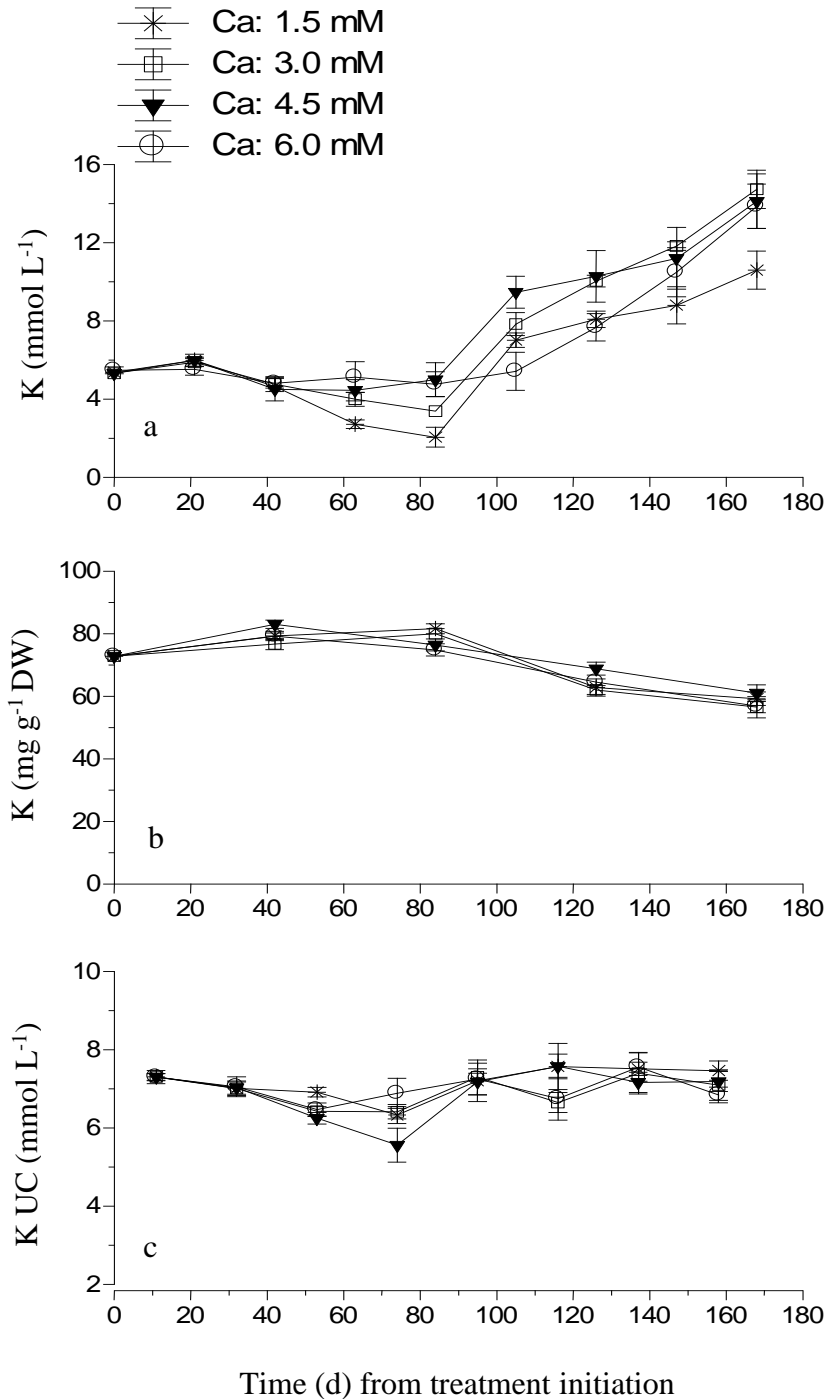 Ca: 1.5 mM
Ca: 3.0 mM
Ca: 4.5 mM
Ca: 6.0 mM
16
12
8
4
0
K (mmol L-1)
a
0 20 40 60 80 100 120 140 160 180
100
80
60
40
20
0
K (mg g-1 DW)
b
0 20 40 60 80 100 120 140 160 180
10
8
6
4
2
K UC (mmol L-1)
c
0 20 40 60 80 100 120 140 160 180
Time (d) from treatment initiation